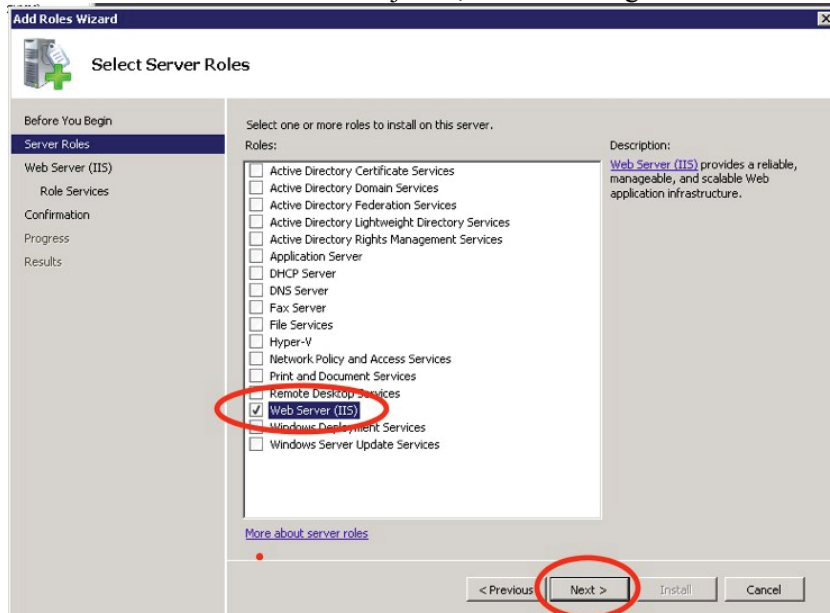 Add Roles Wizard
Select Server Roles
Before You Begin
Server Roles
Web Server (IIS)
Role Services
Confirmation
Progress
Results
Select one or more roles to install on this server.
Roles:
Active Directory Certificate Services
Active Directory Domain Services
Active Directory Federation Services
Active Directory Lightweight Directory Services
Active Directory Rights Management Services
Application Server
DHCP Server
DNS Server
Fax Server
File Services
Hyper-V
Network Policy and Access Services
Print and Document Services
Remote Desktop Services
Web Server (IIS)
Windows Deployment Services
Windows Server Update Services
More about server roles
Description:
Web Server (IIS) provides a reliable,
manageable, and scalable Web
application infrastructure.
< Previous
Next >
Install
Cancel